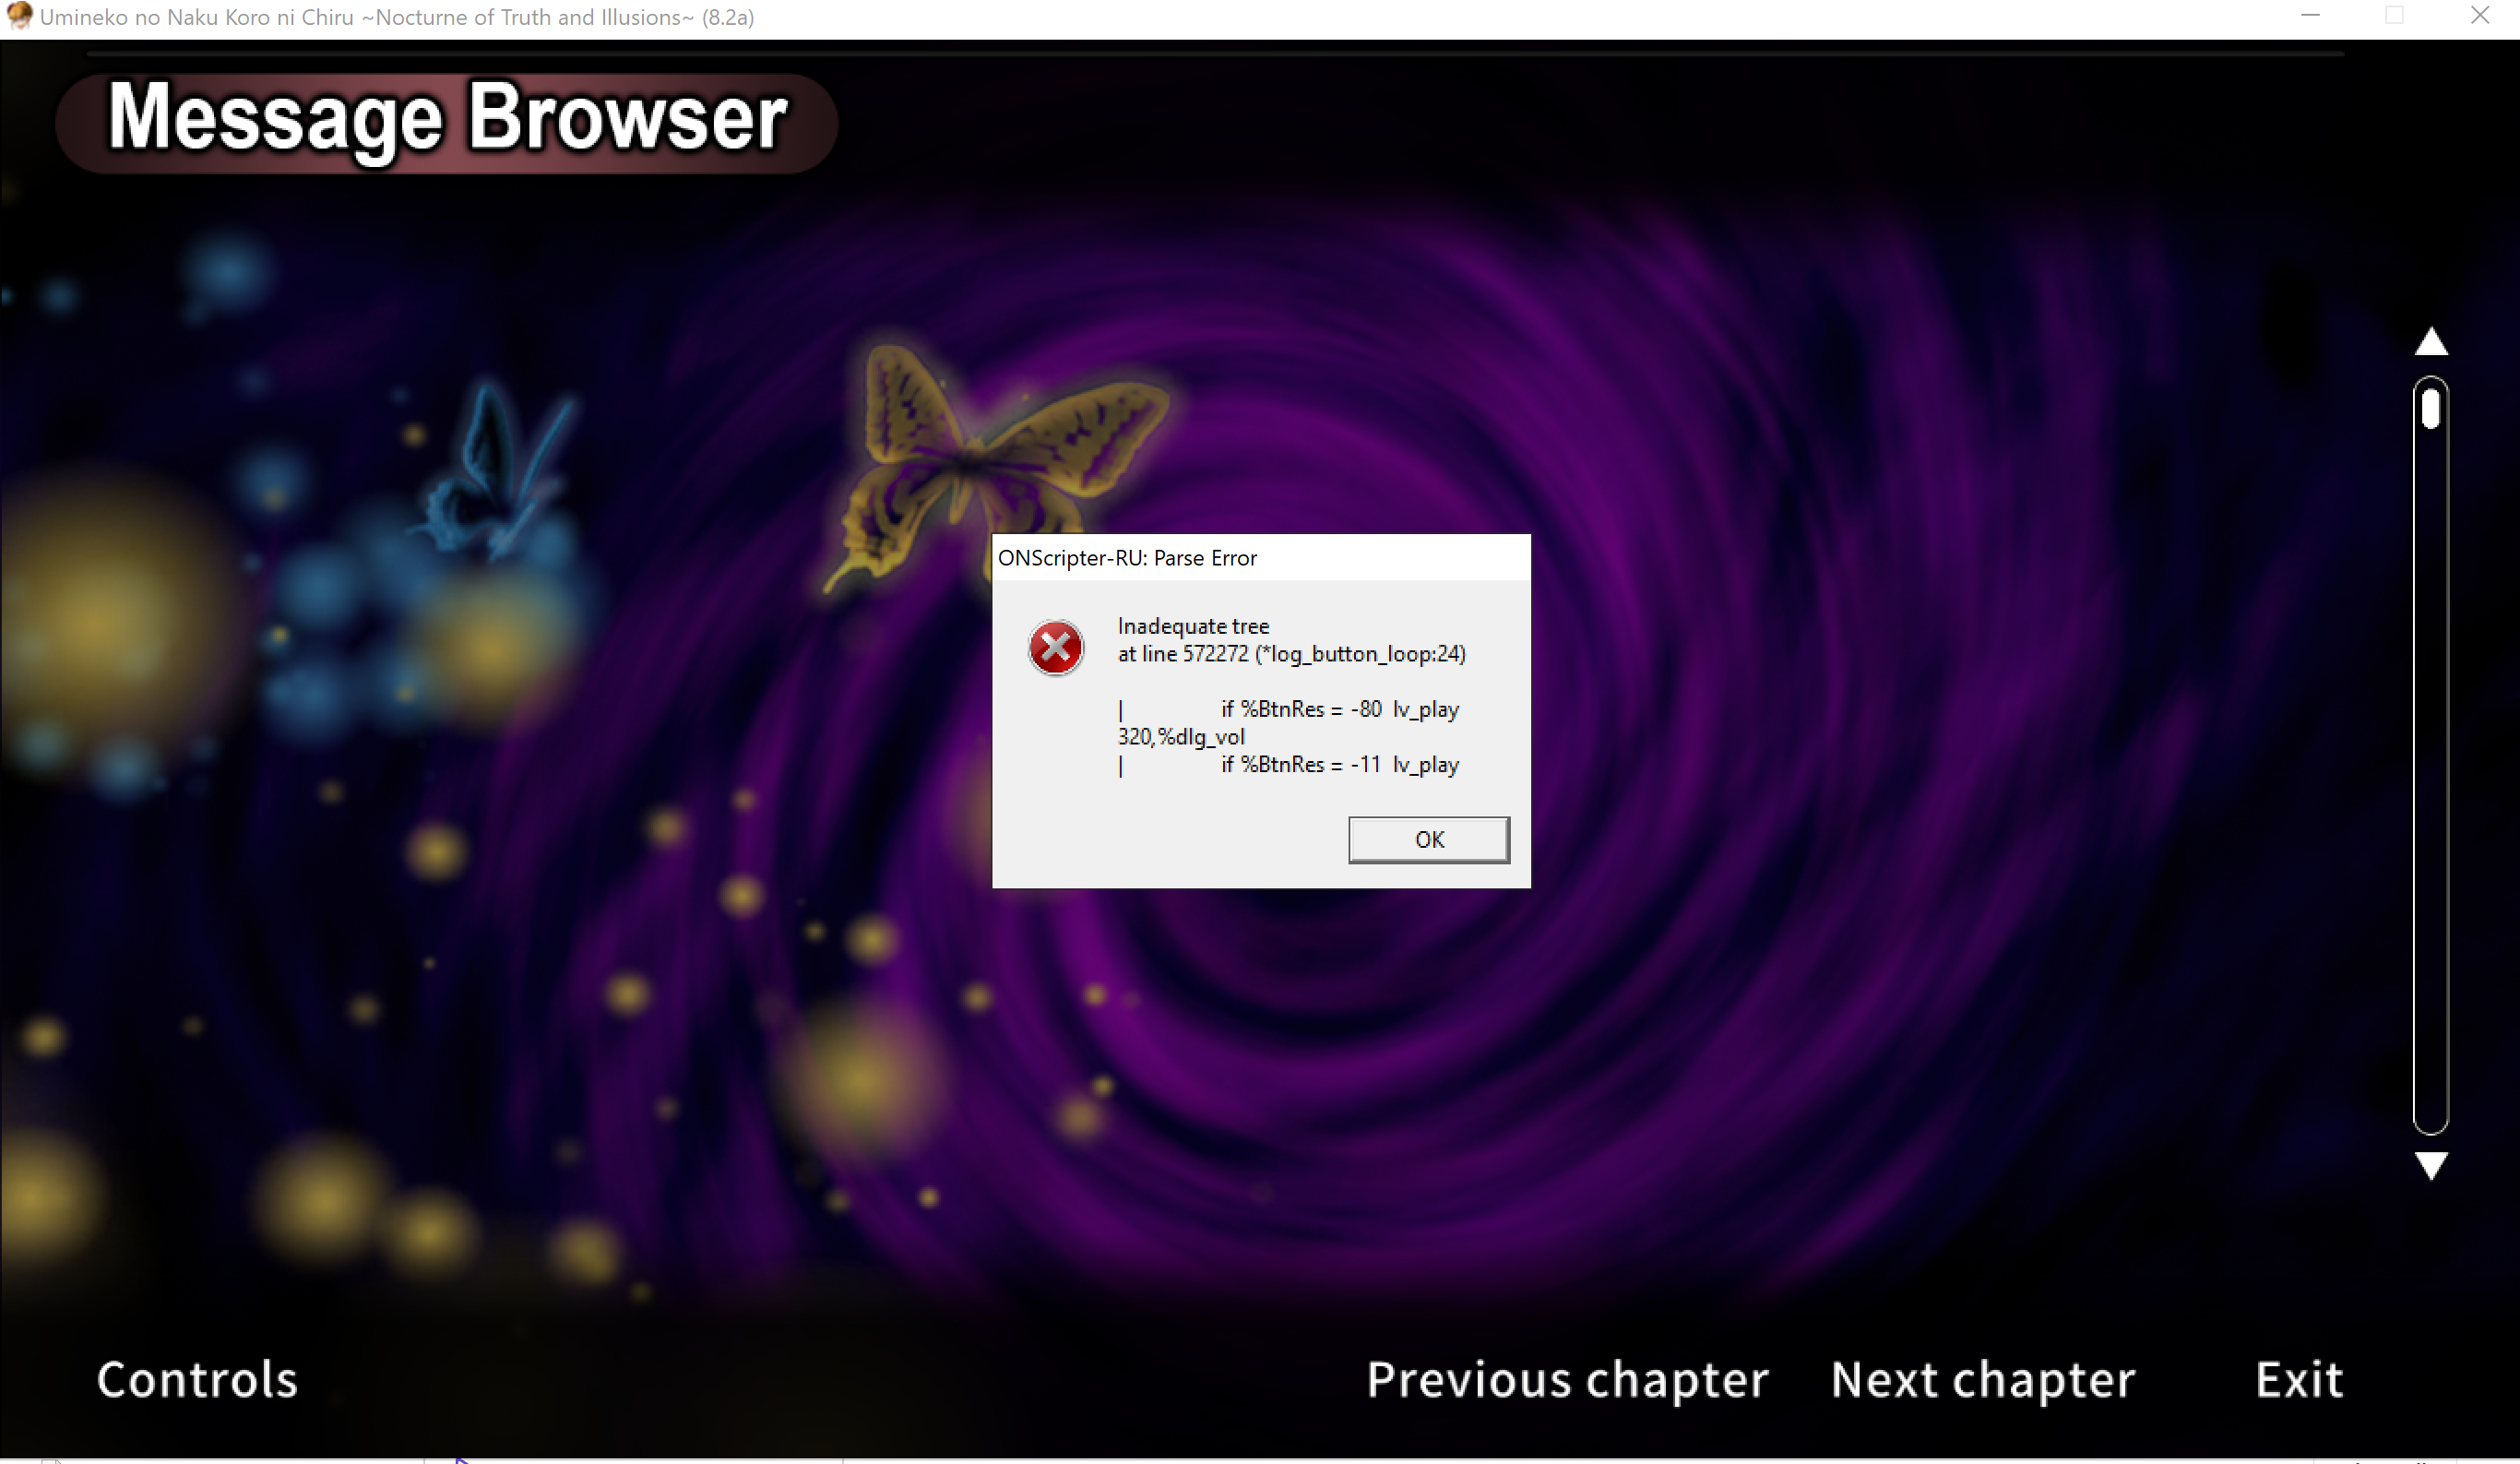 Umineko no Naku Koro ni Chiru ~Nocturne of Truth and Illusions~ (8.2a)
Message Browser
ONScripter-RU: Parse Error
Inadequate tree
at line 572272 (*log_button_loop:24)
| if %BtnRes = -80 lv_play
320,%dlg_vol
| if %BtnRes = -11 lv_play
OK
Controls
Previous chapter
Next chapter
Exit